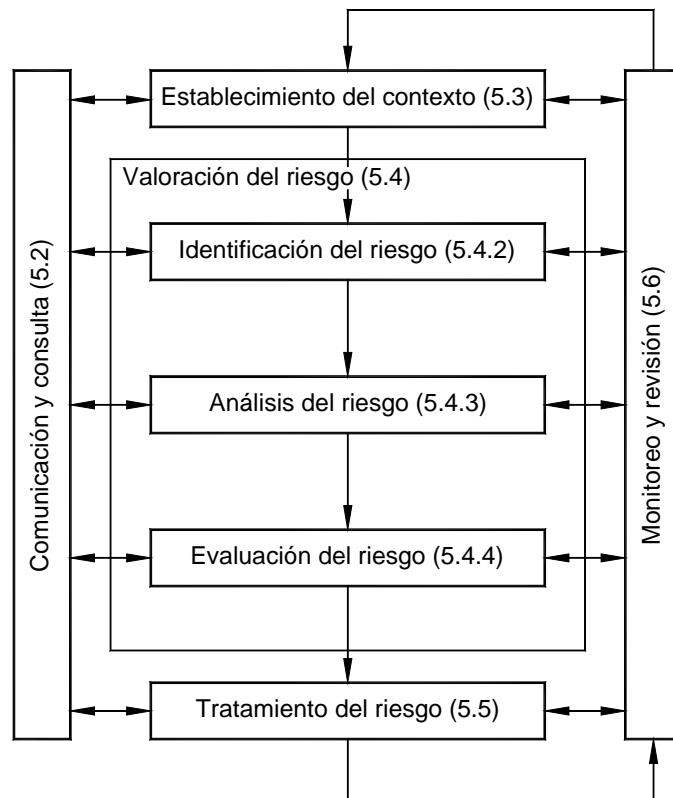 Establecimiento del contexto (5.3)
Valoración del riesgo (5.4)
Identificación del riesgo (5.4.2)
Análisis del riesgo (5.4.3)
Evaluación del riesgo (5.4.4)
Tratamiento del riesgo (5.5)
Comunicación y consulta (5.2)
Monitoreo y revisión (5.6)